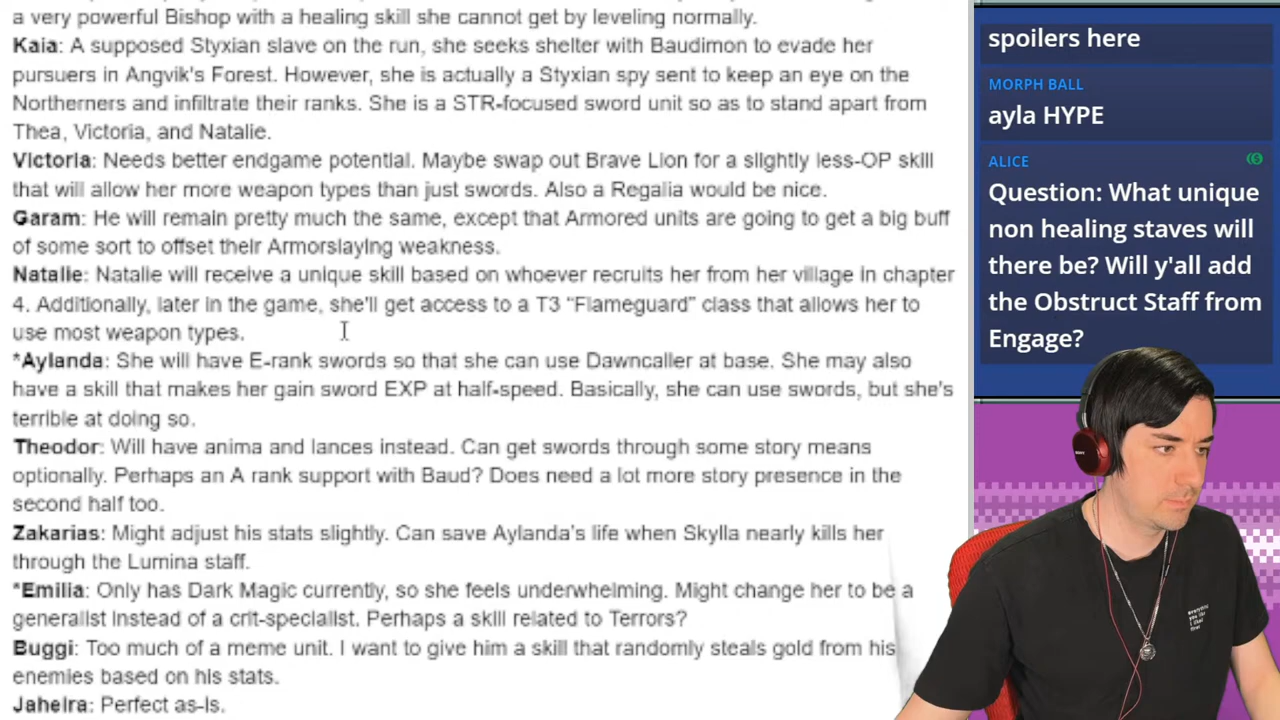 a very powerful Bishop with a healing skill she cannot get by leveling normally.
Kaia: A supposed Styxian slave on the run, she seeks shelter with Baudimon to evade her
pursuers in Angvik's Forest. However, she is actually a Styxian spy sent to keep an eye on the
Northerners and infiltrate their ranks. She is a STR-focused sword unit so as to stand apart from
Thea, Victoria, and Natalie.
Victoria: Needs better endgame potential. Maybe swap out Brave Lion for a slightly less-OP skill
that will allow her more weapon types than just swords. Also a Regalia would be nice.
Garam: He will remain pretty much the same, except that Armored units are going to get a big buff
of some sort to offset their Armorslaying weakness.
Natalie: Natalie will receive a unique skill based on whoever recruits her from her village in chapter
4. Additionally, later in the game, she'll get access to a T3 “Flameguard” class that allows her to
use most weapon types.
*Aylanda: She will have E-rank swords so that she can use Dawncaller at base. She may also
have a skill that makes her gain sword EXP at half-speed. Basically, she can use swords, but she's
terrible at doing so.
Theodor: Will have anima and lances instead. Can get swords through some story means
optionally. Perhaps an A rank support with Baud? Does need a lot more story presence in the
second half too.
Zakarias: Might adjust his stats slightly. Can save Aylanda's life when Skylla nearly kills her
through the Lumina staff.
*Emilia: Only has Dark Magic currently, so she feels underwhelming. Might change her to be a
generalist instead of a crit-specialist. Perhaps a skill related to Terrors?
Buggi: Too much of a meme unit. I want to give him a skill that randomly steals gold from his
enemies based on his stats.
Jaheira: Perfect as-is.
spoilers here
MORPH BALL
ayla HYPE
ALICE
Question: What unique
non healing staves will
there be? Will y'all add
the Obstruct Staff from
Engage?